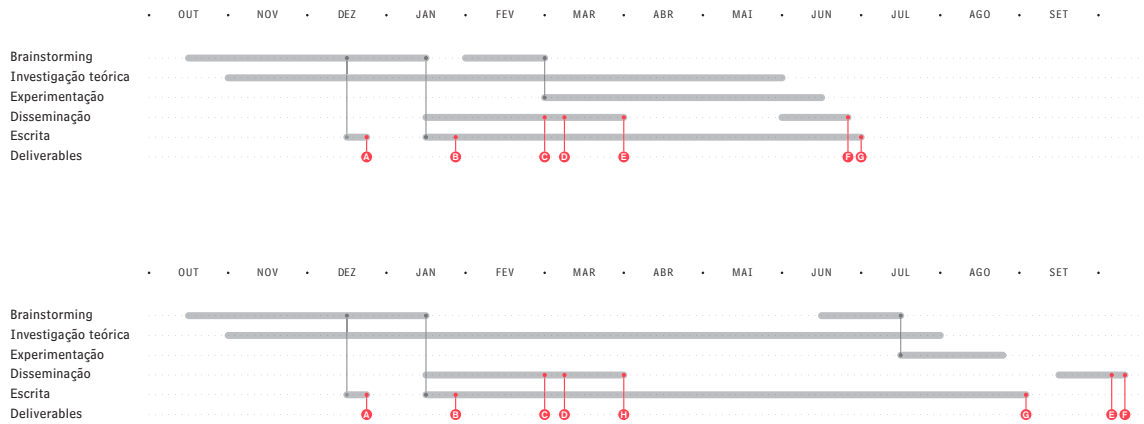 OUT NOV DEZ JAN FEV MAR ABR MAI JUN JUL AGO SET
Brainstorming
Investigação teórica
Experimentação
Disseminação
Escrita
Deliverables A B C D E F G
OUT NOV DEZ JAN FEV MAR ABR MAI JUN JUL AGO SET
Brainstorming
Investigação teórica
Experimentação
Disseminação
Escrita
Deliverables A B C D H G E F